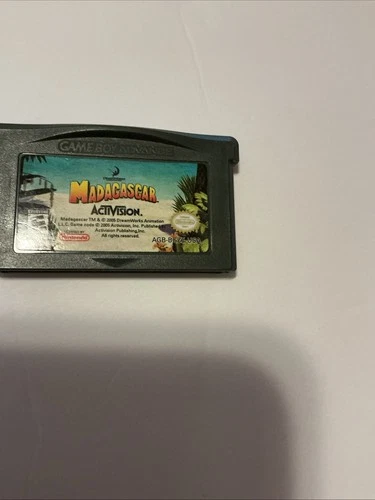 GAME BOY ADVANCE
MADAGASCAR
ACTIVISION.
Madagascar TM & © 2005 DreamWorks Animation
L.L.C. Game code © 2005 Activision, Inc. Published
Activision Publishing, Inc.
All rights reserved.
Nintendo